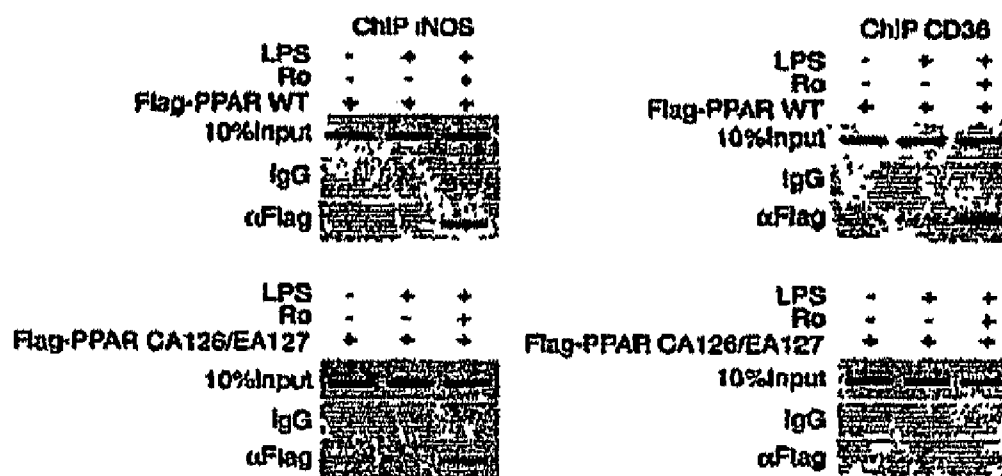 ChIP iNOS
LPS - + +
Ro - - +
Flag-PPAR WT + + +
10%Input
IgG
αFlag
ChIP CD36
LPS - + +
Ro - - +
Flag-PPAR WT + + +
10%Input
IgG
αFlag
LPS - + +
Ro - - +
Flag-PPAR CA126/EA127 + + +
10%Input
IgG
αFlag
LPS - + +
Ro - - +
Flag-PPAR CA126/EA127 + + +
10%Input
IgG
αFlag